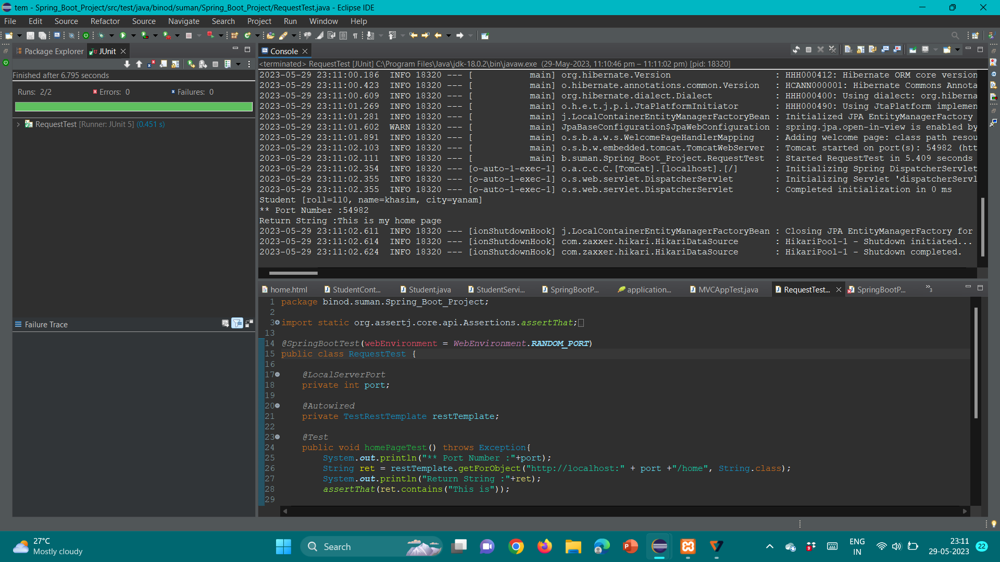 tem - Spring_Boot_Project/src/test/java/binod/suman/Spring_Boot_Project/RequestTest.java - Eclipse IDE
File Edit Source Refactor Source Navigate Search Project Run Window Help
Package Explorer JUnit
Finished after 6.795 seconds
Runs: 2/2 Errors: 0 Failures: 0
RequestTest [Runner: JUnit 5] (0.451 s)
Failure Trace
Console
<terminated> RequestTest [JUnit] C:\Program Files\Java\jdk-18.0.2\bin\javaw.exe (29-May-2023, 11:10:46 pm – 11:11:02 pm) [pid: 18320]
2023-05-29 23:11:00.186 INFO 18320 --- [ main] org.hibernate.Version : HHH000412: Hibernate ORM core version
2023-05-29 23:11:00.423 INFO 18320 --- [ main] o.hibernate.annotations.common.Version : HCANN000001: Hibernate Commons Annota
2023-05-29 23:11:00.609 INFO 18320 --- [ main] org.hibernate.dialect.Dialect : HHH000400: Using dialect: org.hiberna
2023-05-29 23:11:01.269 INFO 18320 --- [ main] o.h.e.t.j.p.i.JtaPlatformInitiator : HHH000490: Using JtaPlatform implemen
2023-05-29 23:11:01.281 INFO 18320 --- [ main] j.LocalContainerEntityManagerFactoryBean : Initialized JPA EntityManagerFactory
2023-05-29 23:11:01.602 WARN 18320 --- [ main] JpaBaseConfiguration$JpaWebConfiguration : spring.jpa.open-in-view is enabled by
2023-05-29 23:11:01.891 INFO 18320 --- [ main] o.s.b.a.w.s.WelcomePageHandlerMapping : Adding welcome page: class path resou
2023-05-29 23:11:02.103 INFO 18320 --- [ main] o.s.b.w.embedded.tomcat.TomcatWebServer : Tomcat started on port(s): 54982 (htt
2023-05-29 23:11:02.111 INFO 18320 --- [ main] b.suman.Spring_Boot_Project.RequestTest : Started RequestTest in 5.409 seconds
2023-05-29 23:11:02.354 INFO 18320 --- [o-auto-1-exec-1] o.a.c.c.C.[Tomcat].[localhost].[/] : Initializing Spring DispatcherServlet
2023-05-29 23:11:02.355 INFO 18320 --- [o-auto-1-exec-1] o.s.web.servlet.DispatcherServlet : Initializing Servlet 'dispatcherServl
2023-05-29 23:11:02.355 INFO 18320 --- [o-auto-1-exec-1] o.s.web.servlet.DispatcherServlet : Completed initialization in 0 ms
Student [roll=110, name=khasim, city=yanam]
** Port Number :54982
Return String :This is my home page
2023-05-29 23:11:02.611 INFO 18320 --- [ionShutdownHook] j.LocalContainerEntityManagerFactoryBean : Closing JPA EntityManagerFactory for
2023-05-29 23:11:02.614 INFO 18320 --- [ionShutdownHook] com.zaxxer.hikari.HikariDataSource : HikariPool-1 - Shutdown initiated...
2023-05-29 23:11:02.624 INFO 18320 --- [ionShutdownHook] com.zaxxer.hikari.HikariDataSource : HikariPool-1 - Shutdown completed.
home.html StudentCont... Student.java StudentServi... SpringBootP... application... MVCAppTest.java RequestTest... SpringBootP... »3
1 package binod.suman.Spring_Boot_Project;
2
3 import static org.assertj.core.api.Assertions.assertThat;
13
14 @SpringBootTest(webEnvironment = WebEnvironment.RANDOM_PORT)
15 public class RequestTest {
16
17 @LocalServerPort
18 private int port;
19
20 @Autowired
21 private TestRestTemplate restTemplate;
22
23 @Test
24 public void homePageTest() throws Exception{
25 System.out.println("** Port Number :"+port);
26 String ret = restTemplate.getForObject("http://localhost:" + port +"/home", String.class);
27 System.out.println("Return String :"+ret);
28 assertThat(ret.contains("This is"));
29
27°C
Mostly cloudy
Search
ENG
IN
23:11
29-05-2023
22